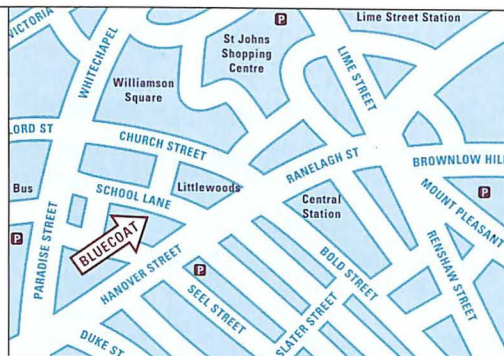 VICTORIA
WHITECHAPEL
LORD ST
Williamson
Square
St Johns
Shopping
Centre
P
Lime Street Station
LIME STREET
CHURCH STREET
RANELAGH ST
BROWNLOW HILL
Bus
SCHOOL LANE
Littlewoods
Central
Station
MOUNT PLEASANT
P
P
PARADISE STREET
BLUECOAT
HANOVER STREET
P
SEEL STREET
BOLD STREET
RENSHAW STREET
DUKE ST
SLATER STREET